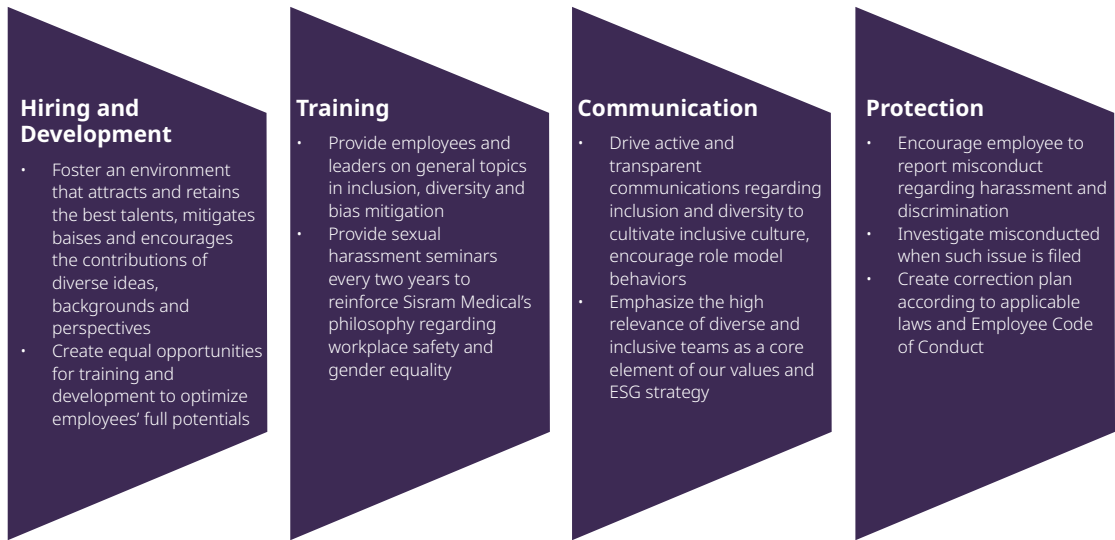 Hiring and
Development
• Foster an environment
that attracts and retains
the best talents, mitigates
baises and encourages
the contributions of
diverse ideas,
backgrounds and
perspectives
• Create equal opportunities
for training and
development to optimize
employees’ full potentials
Training
• Provide employees and
leaders on general topics
in inclusion, diversity and
bias mitigation
• Provide sexual
harassment seminars
every two years to
reinforce Sisram Medical’s
philosophy regarding
workplace safety and
gender equality
Communication
• Drive active and
transparent
communications regarding
inclusion and diversity to
cultivate inclusive culture,
encourage role model
behaviors
• Emphasize the high
relevance of diverse and
inclusive teams as a core
element of our values and
ESG strategy
Protection
• Encourage employee to
report misconduct
regarding harassment and
discrimination
• Investigate misconducted
when such issue is filed
• Create correction plan
according to applicable
laws and Employee Code
of Conduct